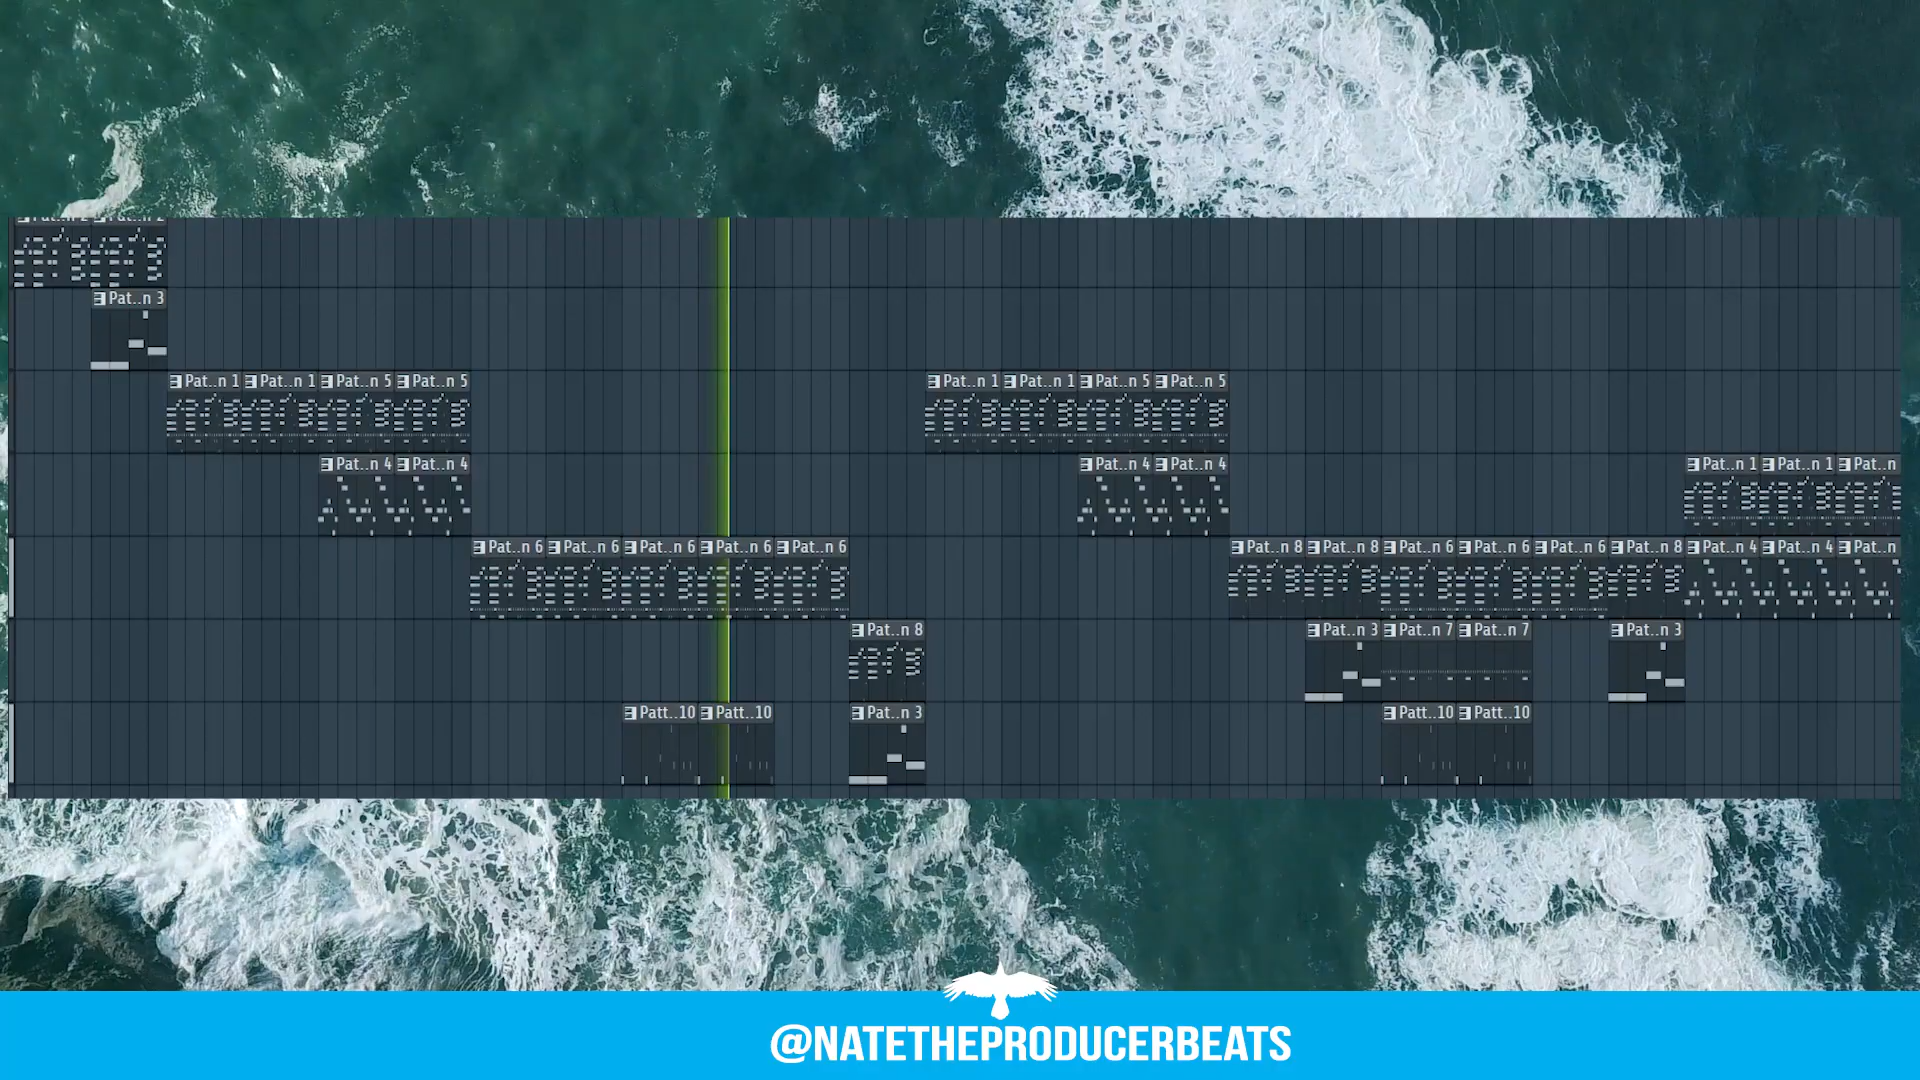 Pat..n 3
Pat..n 1 Pat..n 1 Pat..n 5 Pat..n 5 Pat..n 1 Pat..n 1 Pat..n 5 Pat..n 5
Pat..n 4 Pat..n 4 Pat..n 4 Pat..n 4 Pat..n 1 Pat..n 1 Pat..n
Pat..n 6 Pat..n 6 Pat..n 6 Pat..n 6 Pat..n 6 Pat..n 8 Pat..n 8 Pat..n 6 Pat..n 6 Pat..n 6 Pat..n 8 Pat..n 4 Pat..n 4 Pat..n
Pat..n 8 Pat..n 3 Pat..n 7 Pat..n 7 Pat..n 3
Patt..10 Patt..10 Pat..n 3 Patt..10 Patt..10
@NATETHEPRODUCERBEATS